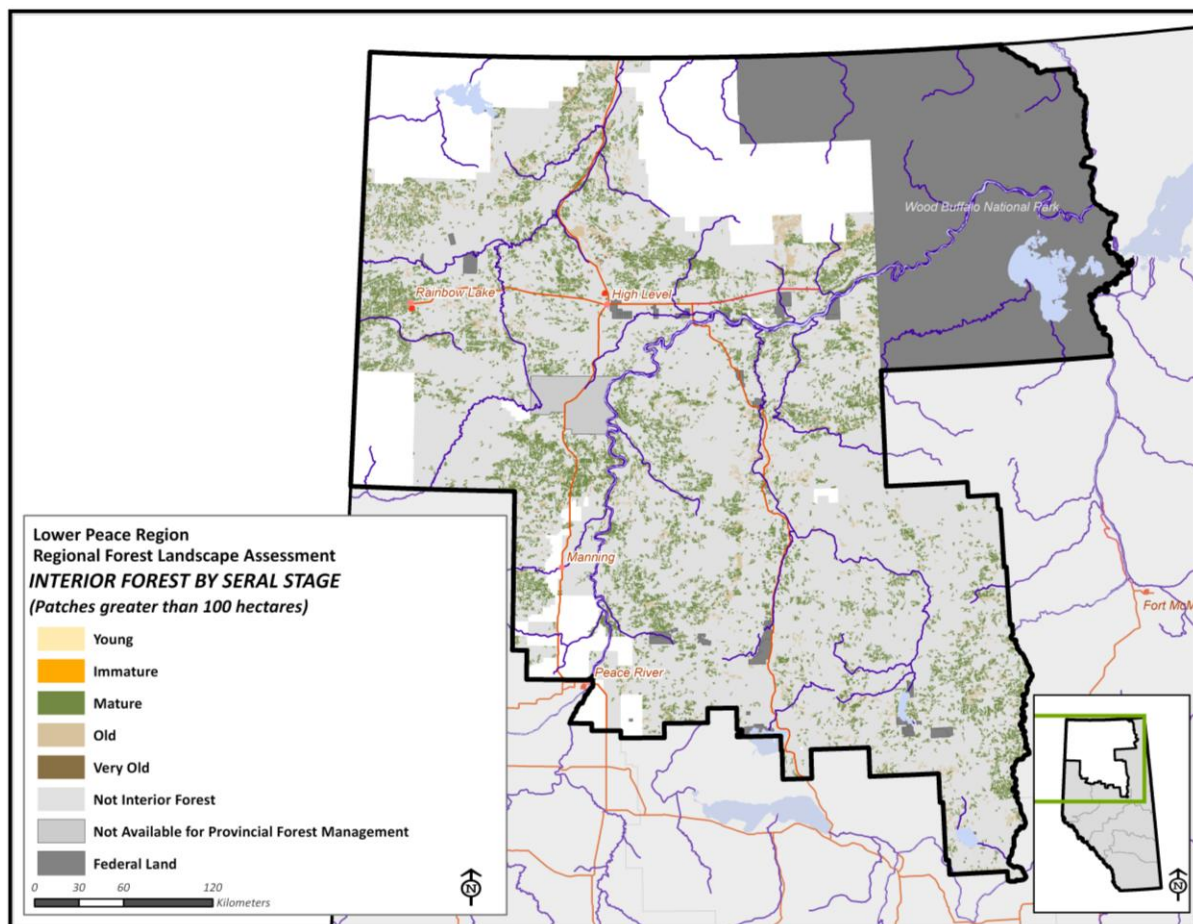 Wood Buffalo National Park
Rainbow Lake
High Level
Manning
Fort McM
Peace River
Lower Peace Region
Regional Forest Landscape Assessment
INTERIOR FOREST BY SERAL STAGE
(Patches greater than 100 hectares)
Young
Immature
Mature
Old
Very Old
Not Interior Forest
Not Available for Provincial Forest Management
Federal Land
0 30 60 120
Kilometers
N
N